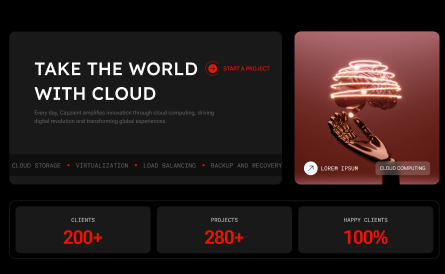 TAKE THE WORLD
START A PROJECT
WITH CLOUD
Every day, Capzaint amplifies innovation through cloud computing, driving
digital revolution and transforming global experiences.
CLOUD STORAGE • VIRTUALIZATION • LOAD BALANCING • BACKUP AND RECOVERY
LOREM IPSUM
CLOUD COMPUTING
CLIENTS
200+
PROJECTS
280+
HAPPY CLIENTS
100%